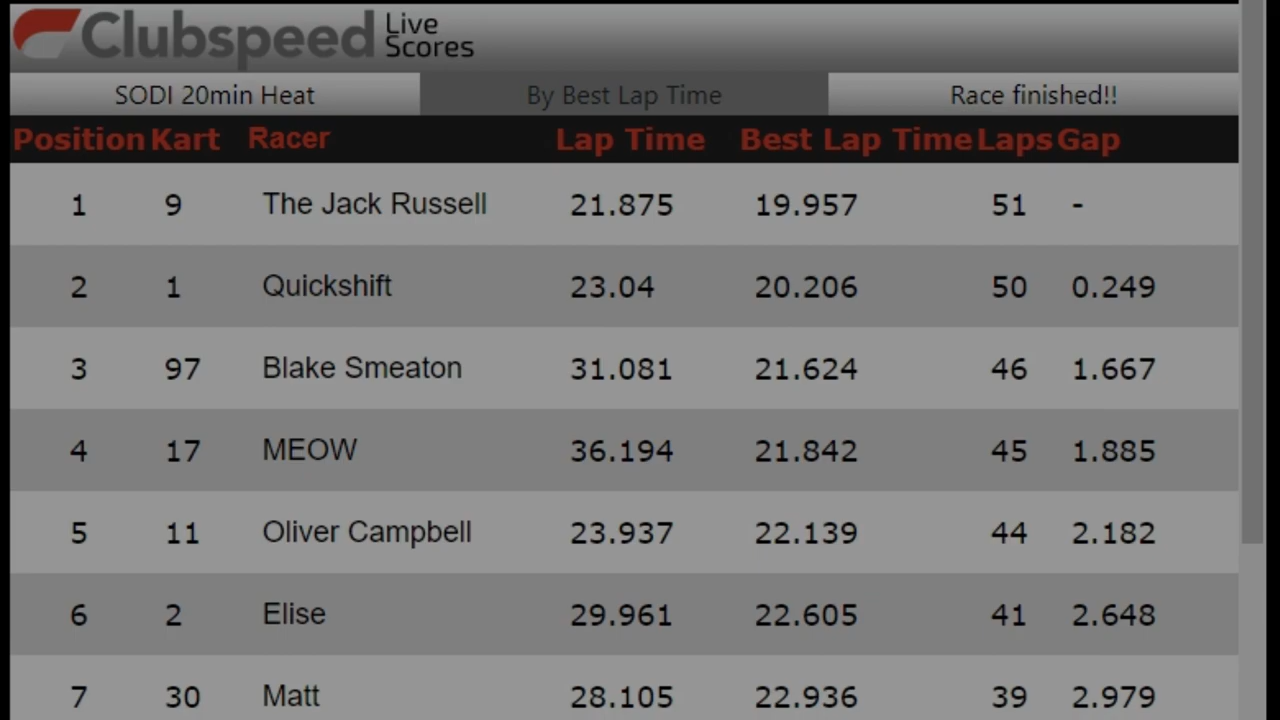 Clubspeed Live Scores
SODI 20min Heat By Best Lap Time Race finished!!
Position Kart Racer Lap Time Best Lap Time Laps Gap
1 9 The Jack Russell 21.875 19.957 51 -
2 1 Quickshift 23.04 20.206 50 0.249
3 97 Blake Smeaton 31.081 21.624 46 1.667
4 17 MEOW 36.194 21.842 45 1.885
5 11 Oliver Campbell 23.937 22.139 44 2.182
6 2 Elise 29.961 22.605 41 2.648
7 30 Matt 28.105 22.936 39 2.979